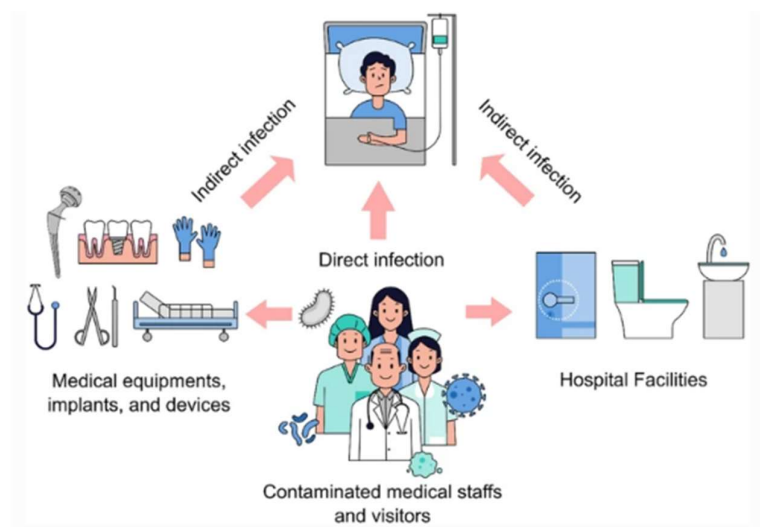 Indirect infection
Indirect infection
Direct infection
Medical equipments,
implants, and devices
Hospital Facilities
Contaminated medical staffs
and visitors